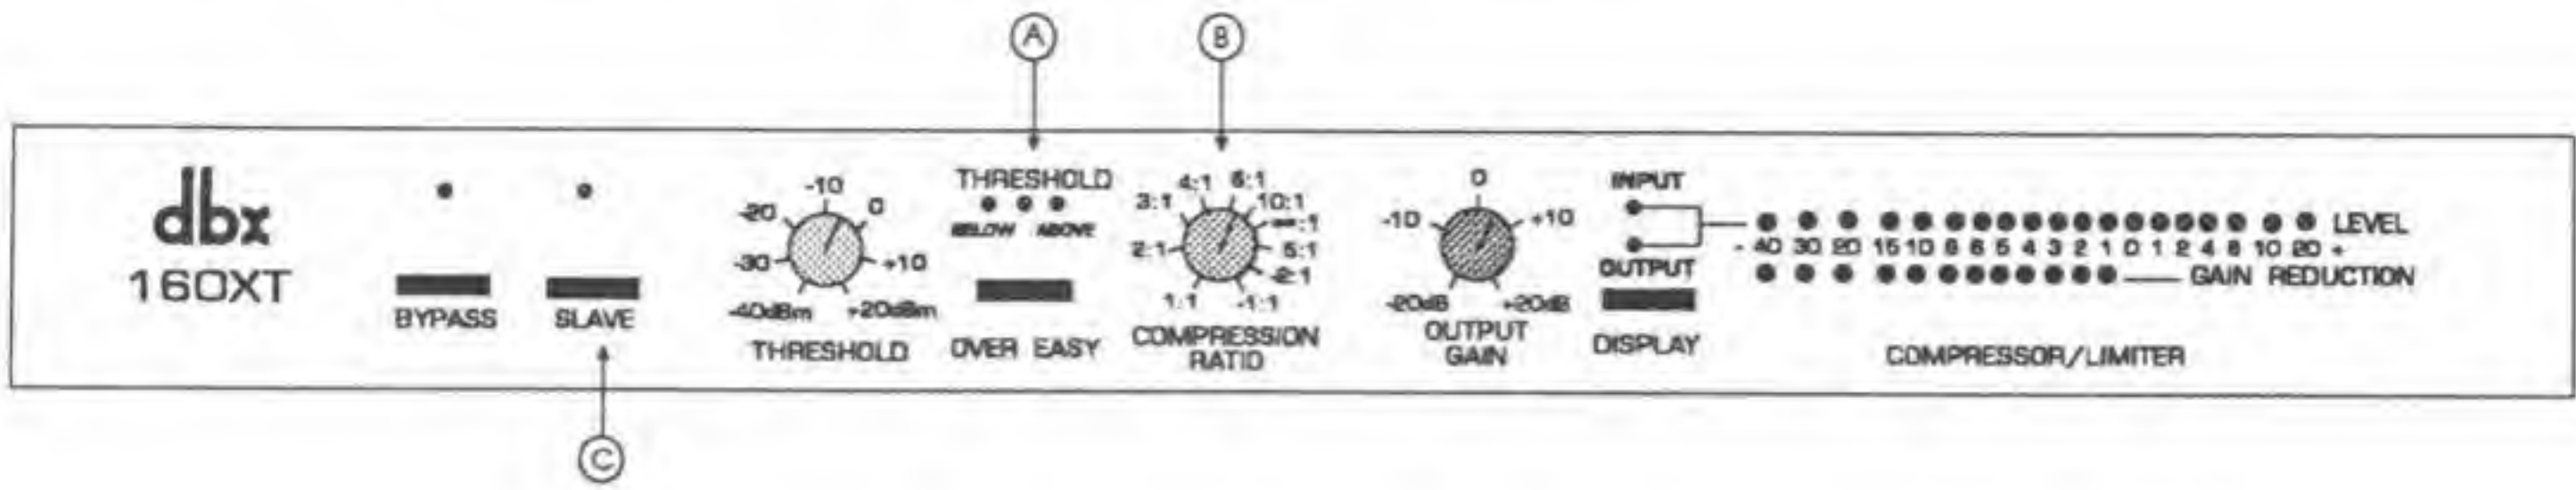 A B
dbx
160XT
BYPASS
SLAVE
-40dBm -30 -20 -10 0 +10 +20dBm
THRESHOLD
THRESHOLD
BELOW ABOVE
OVER EASY
1:1 2:1 3:1 4:1 6:1 10:1 ∞:1 -5:1 -2:1 -1:1
COMPRESSION
RATIO
-20dB -10 0 +10 +20dB
OUTPUT
GAIN
INPUT
OUTPUT
DISPLAY
LEVEL
- 40 30 20 15 10 8 6 5 4 3 2 1 0 1 2 4 8 10 20 +
GAIN REDUCTION
COMPRESSOR/LIMITER
C